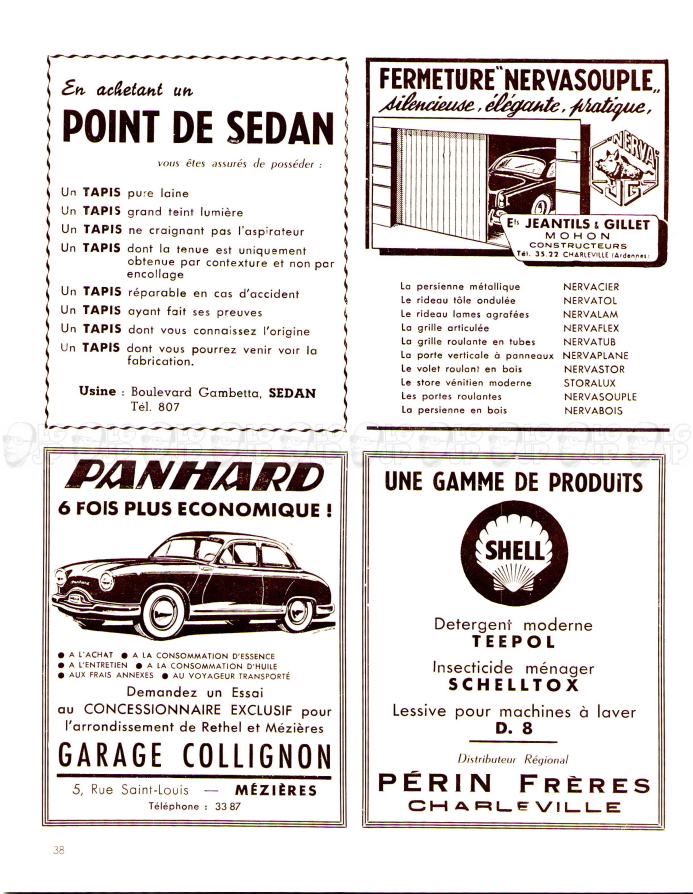 En achetant un
POINT DE SEDAN
vous êtes assurés de posséder :
Un TAPIS pure laine
Un TAPIS grand teint lumière
Un TAPIS ne craignant pas l'aspirateur
Un TAPIS dont la tenue est uniquement
obtenue par contexture et non par
encollage
Un TAPIS réparable en cas d'accident
Un TAPIS ayant fait ses preuves
Un TAPIS dont vous connaissez l'origine
Un TAPIS dont vous pourrez venir voir la
fabrication.
Usine : Boulevard Gambetta, SEDAN
Tél. 807
FERMETURE "NERVASOUPLE„
silencieuse, élégante, pratique,
NERVA
JG
Ets JEANTILS & GILLET
MOHON
CONSTRUCTEURS
Tél. 35.22 CHARLEVILLE (Ardennes)
La persienne métallique NERVACIER
Le rideau tôle ondulée NERVATOL
Le rideau lames agrafées NERVALAM
La grille articulée NERVAFLEX
La grille roulante en tubes NERVATUB
La porte verticale à panneaux NERVAPLANE
Le volet roulant en bois NERVASTOR
Le store vénitien moderne STORALUX
Les portes roulantes NERVASOUPLE
La persienne en bois NERVABOIS
PANHARD
6 FOIS PLUS ECONOMIQUE !
Panhard
● A L'ACHAT ● A LA CONSOMMATION D'ESSENCE
● A L'ENTRETIEN ● A LA CONSOMMATION D'HUILE
● AUX FRAIS ANNEXES ● AU VOYAGEUR TRANSPORTÉ
Demandez un Essai
au CONCESSIONNAIRE EXCLUSIF pour
l'arrondissement de Rethel et Mézières
GARAGE COLLIGNON
5, Rue Saint-Louis — MÉZIÈRES
Téléphone : 33 87
UNE GAMME DE PRODUITS
SHELL
Detergent moderne
TEEPOL
Insecticide ménager
SCHELLTOX
Lessive pour machines à laver
D. 8
Distributeur Régional
PÉRIN FRÈRES
CHARLEVILLE
38